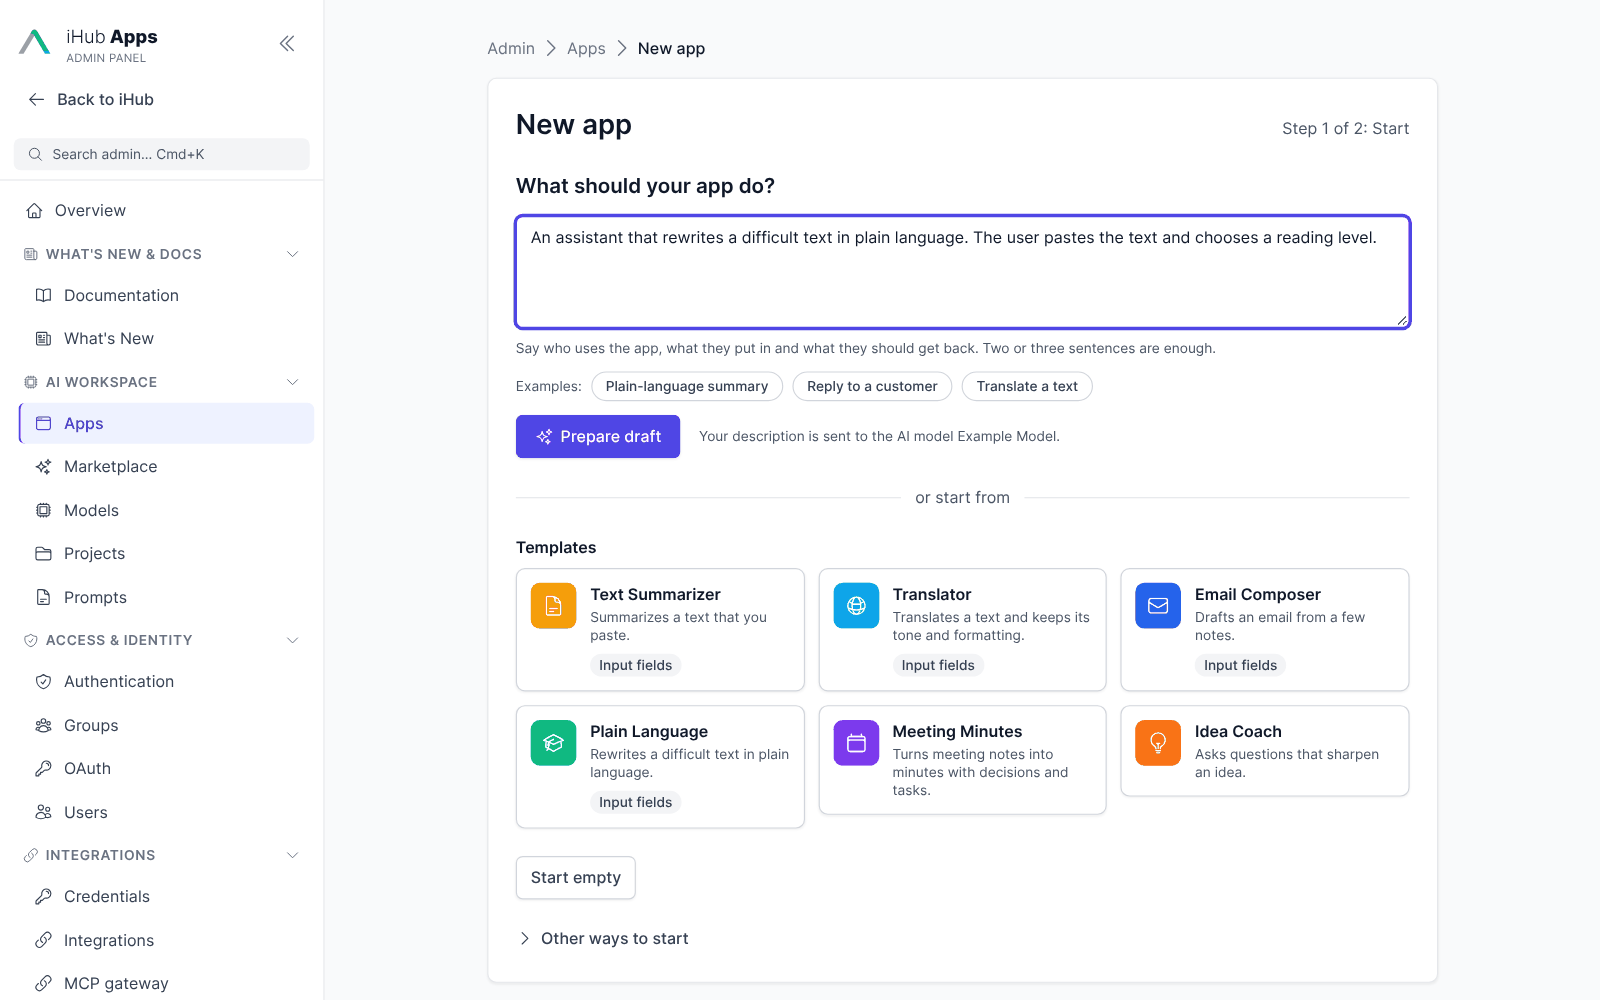 iHub Apps
ADMIN PANEL
Back to iHub
Search admin... Cmd+K
Overview
WHAT'S NEW & DOCS
Documentation
What's New
AI WORKSPACE
Apps
Marketplace
Models
Projects
Prompts
ACCESS & IDENTITY
Authentication
Groups
OAuth
Users
INTEGRATIONS
Credentials
Integrations
MCP gateway
Admin > Apps > New app
New app
Step 1 of 2: Start
What should your app do?
An assistant that rewrites a difficult text in plain language. The user pastes the text and chooses a reading level.
Say who uses the app, what they put in and what they should get back. Two or three sentences are enough.
Examples: Plain-language summary Reply to a customer Translate a text
Prepare draft Your description is sent to the AI model Example Model.
or start from
Templates
Text Summarizer
Summarizes a text that you
paste.
Input fields
Translator
Translates a text and keeps its
tone and formatting.
Input fields
Email Composer
Drafts an email from a few
notes.
Input fields
Plain Language
Rewrites a difficult text in plain
language.
Input fields
Meeting Minutes
Turns meeting notes into
minutes with decisions and
tasks.
Idea Coach
Asks questions that sharpen
an idea.
Start empty
Other ways to start